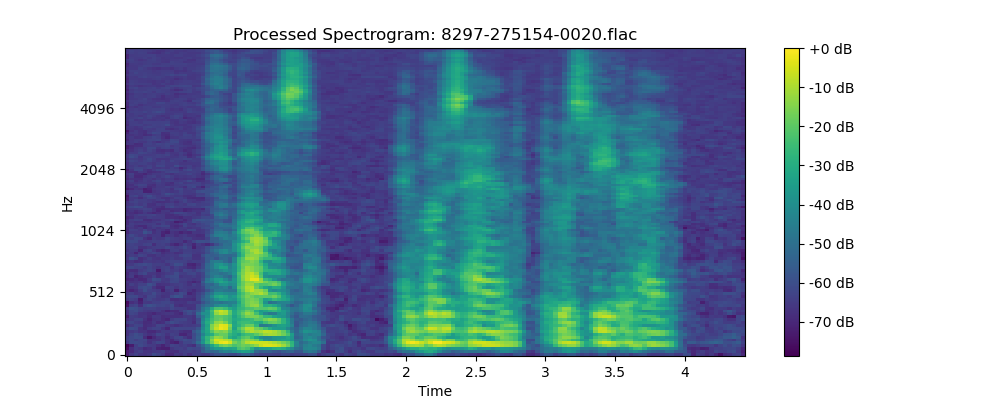 Processed Spectrogram: 8297-275154-0020.flac
Hz
4096
2048
1024
512
0
0 0.5 1 1.5 2 2.5 3 3.5 4
Time
+0 dB
-10 dB
-20 dB
-30 dB
-40 dB
-50 dB
-60 dB
-70 dB